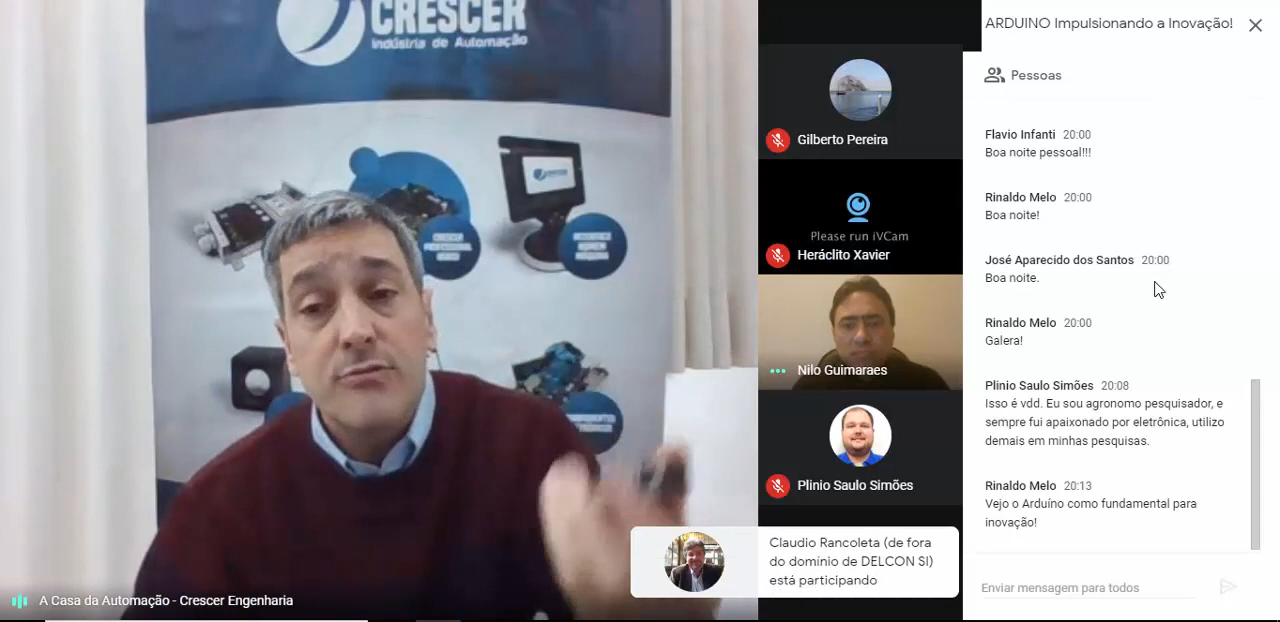 CRESCER
Indústria de Automação
A Casa da Automação - Crescer Engenharia
Gilberto Pereira
Please run iVCam
Heráclito Xavier
Nilo Guimaraes
Plinio Saulo Simões
Claudio Rancoleta (de fora
do domínio de DELCON SI)
está participando
ARDUINO Impulsionando a Inovação!
Pessoas
Flavio Infanti 20:00
Boa noite pessoal!!!
Rinaldo Melo 20:00
Boa noite!
José Aparecido dos Santos 20:00
Boa noite.
Rinaldo Melo 20:00
Galera!
Plinio Saulo Simões 20:08
Isso é vdd. Eu sou agronomo pesquisador, e
sempre fui apaixonado por eletrônica, utilizo
demais em minhas pesquisas.
Rinaldo Melo 20:13
Vejo o Arduíno como fundamental para
inovação!
Enviar mensagem para todos